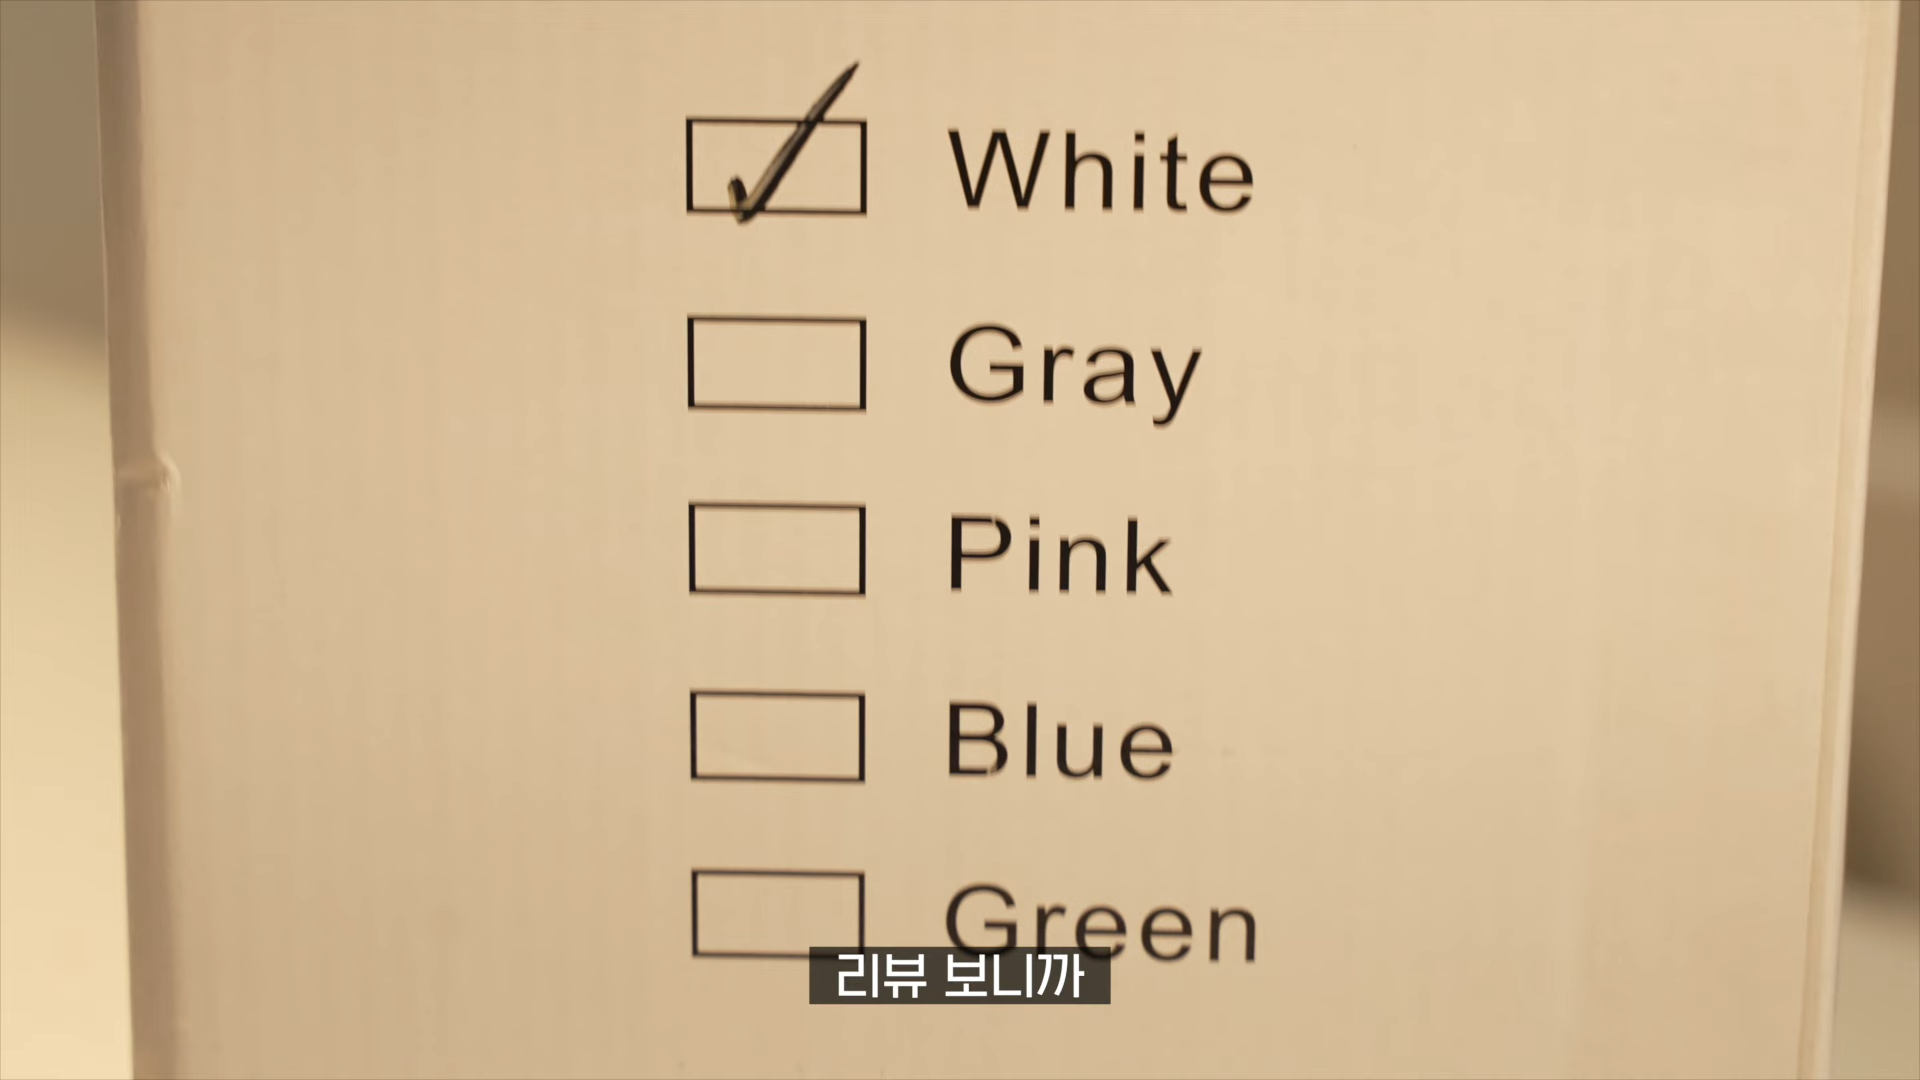 White
Gray
Pink
Blue
Green
리뷰 보니까